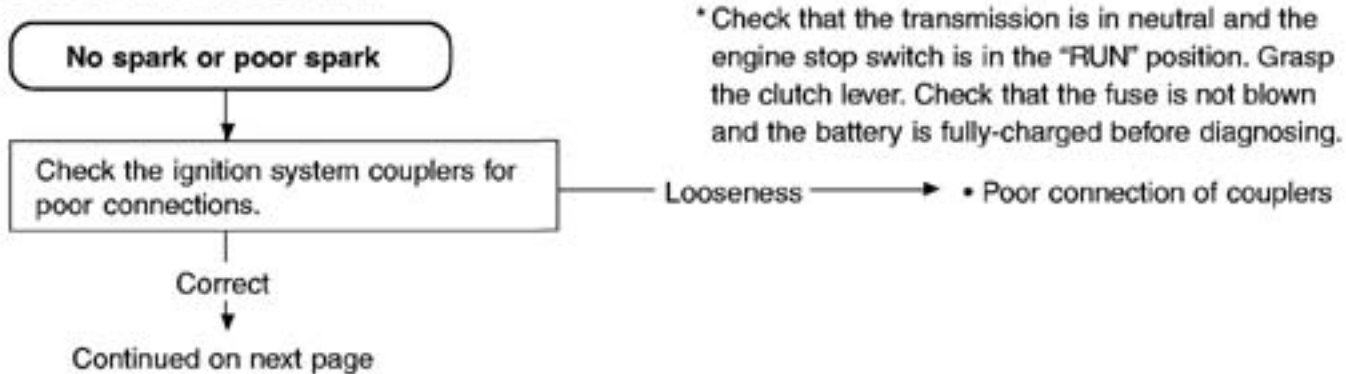 No spark or poor spark
* Check that the transmission is in neutral and the
engine stop switch is in the “RUN” position. Grasp
the clutch lever. Check that the fuse is not blown
and the battery is fully-charged before diagnosing.
Check the ignition system couplers for
poor connections.
Looseness
• Poor connection of couplers
Correct
Continued on next page